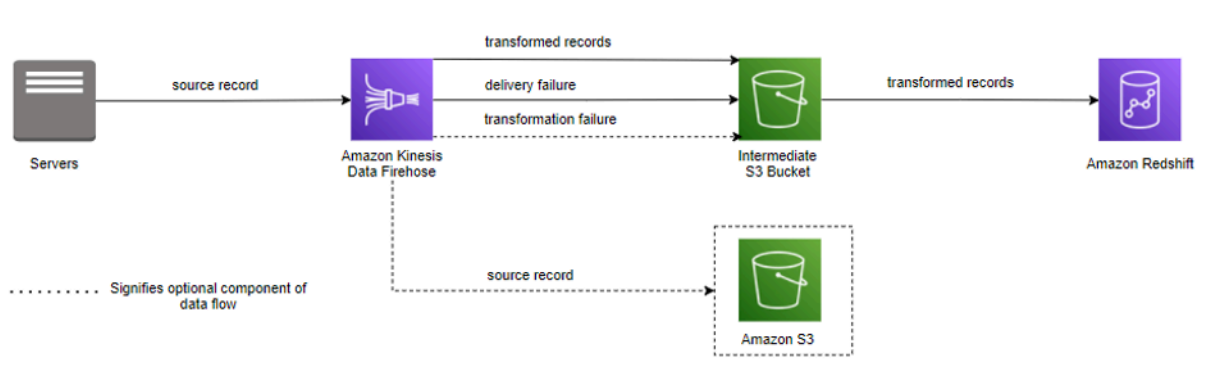 transformed records
source record
delivery failure
transformed records
transformation failure
Servers
Amazon Kinesis
Data Firehose
Intermediate
S3 Bucket
Amazon Redshift
source record
Signifies optional component of
data flow
Amazon S3